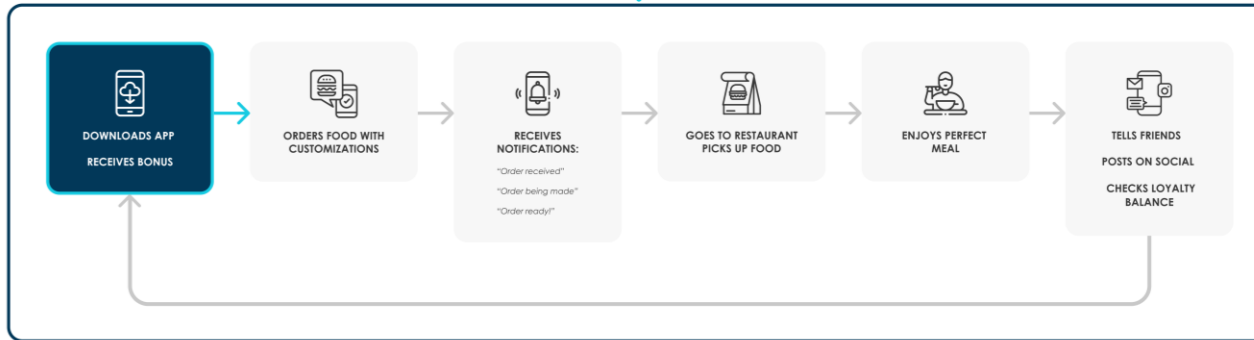 DOWNLOADS APP
RECEIVES BONUS
ORDERS FOOD WITH
CUSTOMIZATIONS
RECEIVES
NOTIFICATIONS:
"Order received"
"Order being made"
"Order ready!"
GOES TO RESTAURANT
PICKS UP FOOD
ENJOYS PERFECT
MEAL
TELLS FRIENDS
POSTS ON SOCIAL
CHECKS LOYALTY
BALANCE